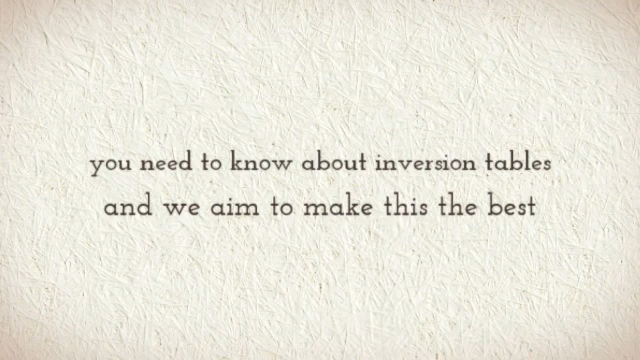 you need to know about inversion tables
and we aim to make this the best